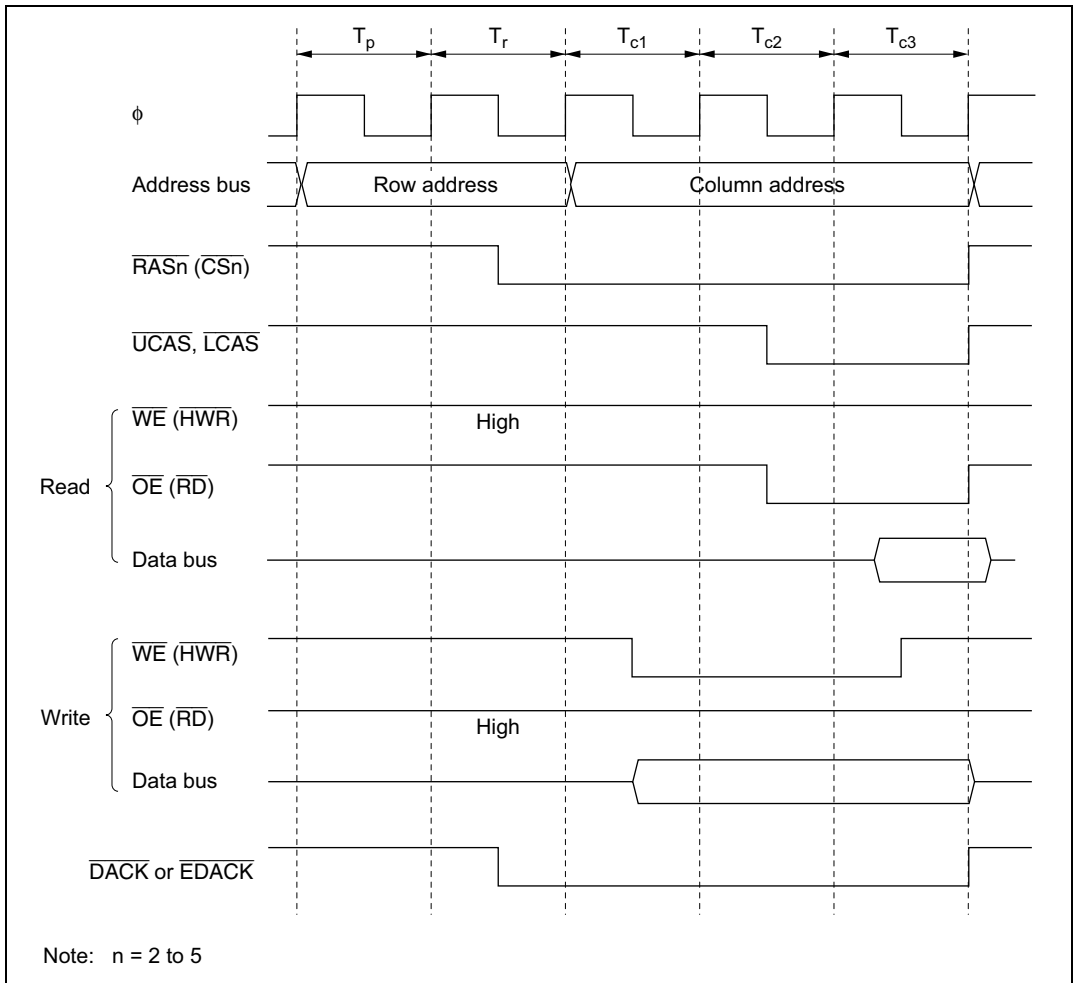 Tp Tr Tc1 Tc2 Tc3
ϕ
Address bus Row address Column address
RASn (CSn)
UCAS, LCAS
WE (HWR) High
Read OE (RD)
Data bus
WE (HWR)
Write OE (RD) High
Data bus
DACK or EDACK
Note: n = 2 to 5